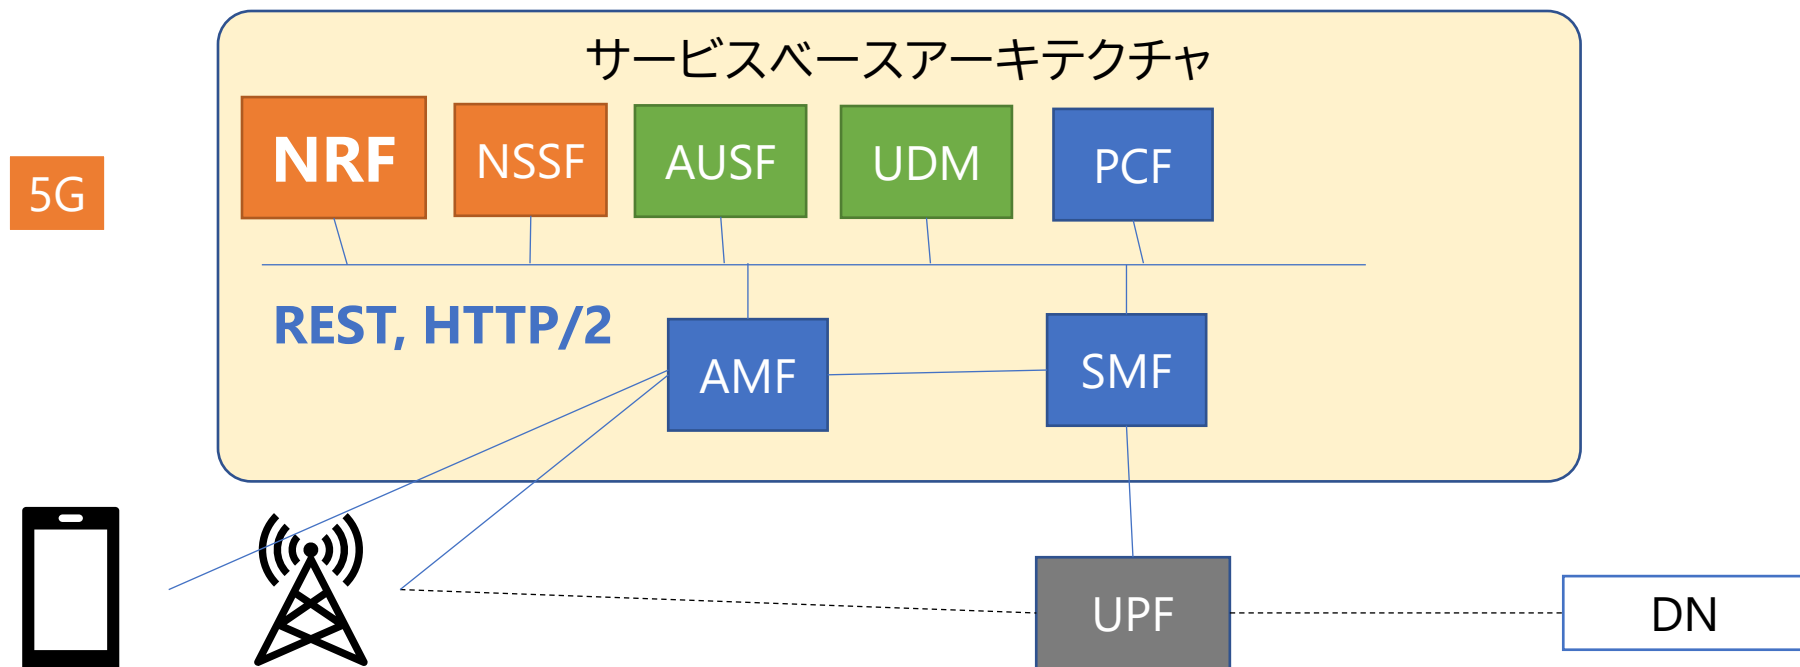 サービスベースアーキテクチャ
NRF
NSSF
AUSF
UDM
PCF
5G
REST, HTTP/2
AMF
SMF
UPF
DN